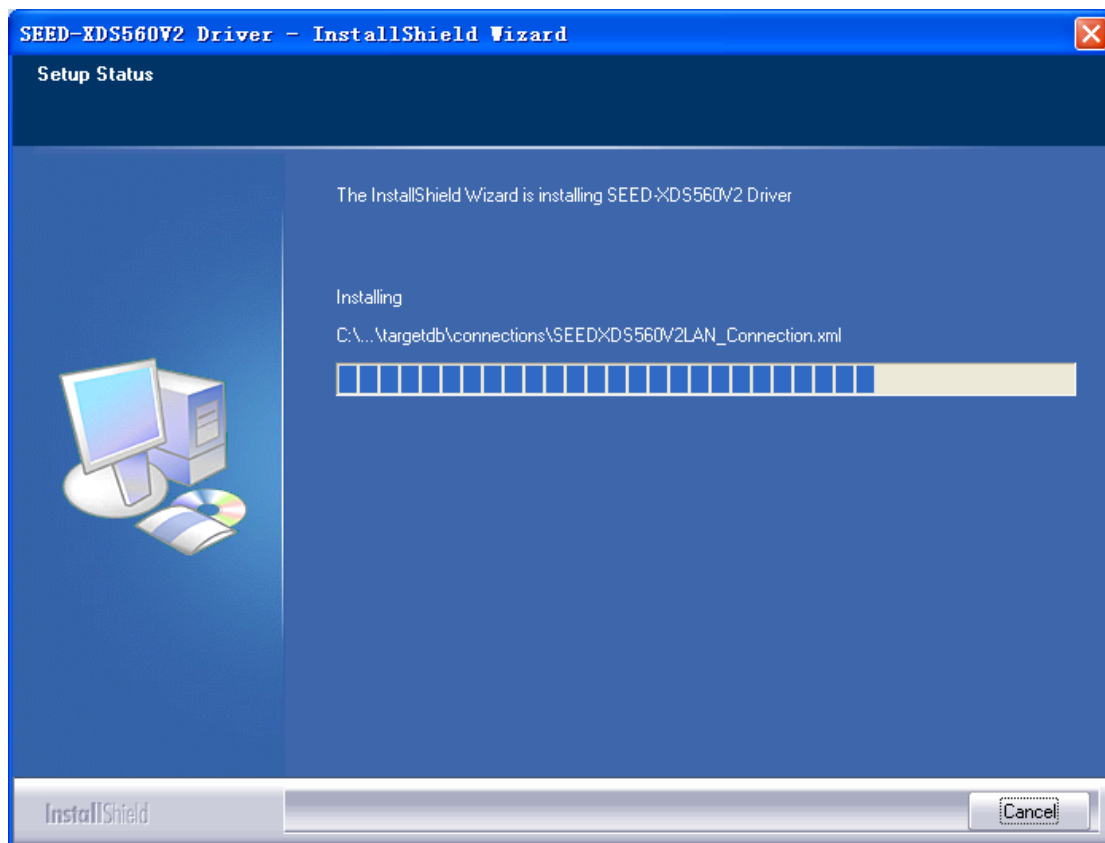 SEED-XDS560V2 Driver - InstallShield Wizard
Setup Status
The InstallShield Wizard is installing SEED-XDS560V2 Driver
Installing
C:\...\targetdb\connections\SEEDXDS560V2LAN_Connection.xml
InstallShield
Cancel